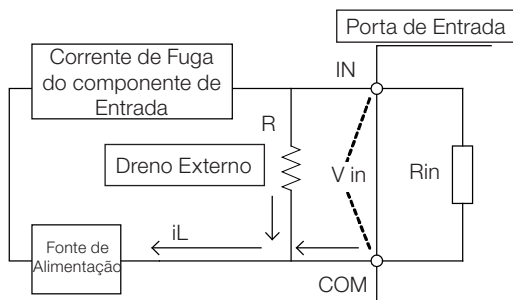 Porta de Entrada
Corrente de Fuga
do componente de
Entrada
IN
R
Dreno Externo
V in
Rin
iL
Fonte de
Alimentação
COM